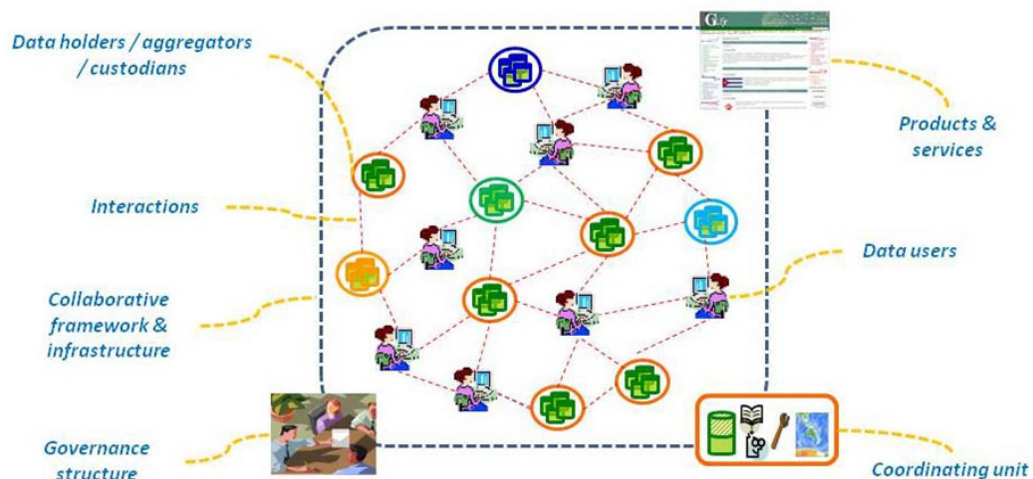 Data holders / aggregators
/ custodians
Interactions
Collaborative
framework &
infrastructure
Governance
structure
Products &
services
Data users
Coordinating unit